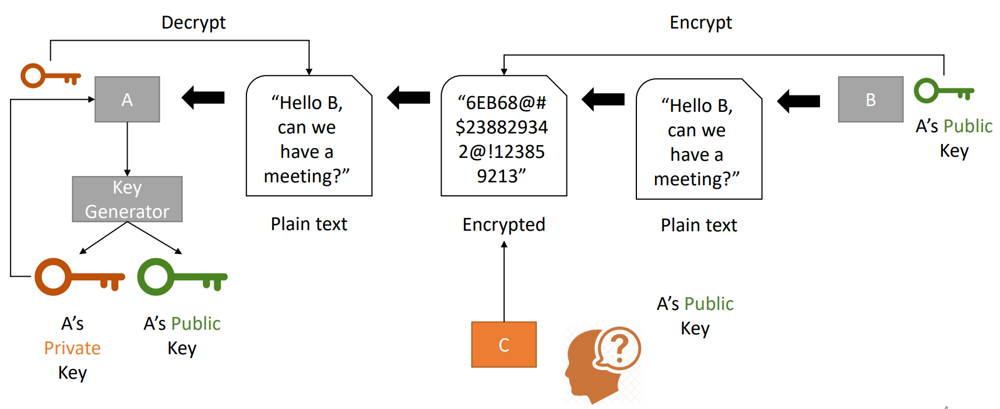 Decrypt
Encrypt
A
“Hello B,
can we
have a
meeting?”
Plain text
“6EB68@#
$23882934
2@!12385
9213”
Encrypted
“Hello B,
can we
have a
meeting?”
Plain text
B
A’s Public
Key
Key
Generator
A’s
Private
Key
A’s Public
Key
C
?
A’s Public
Key